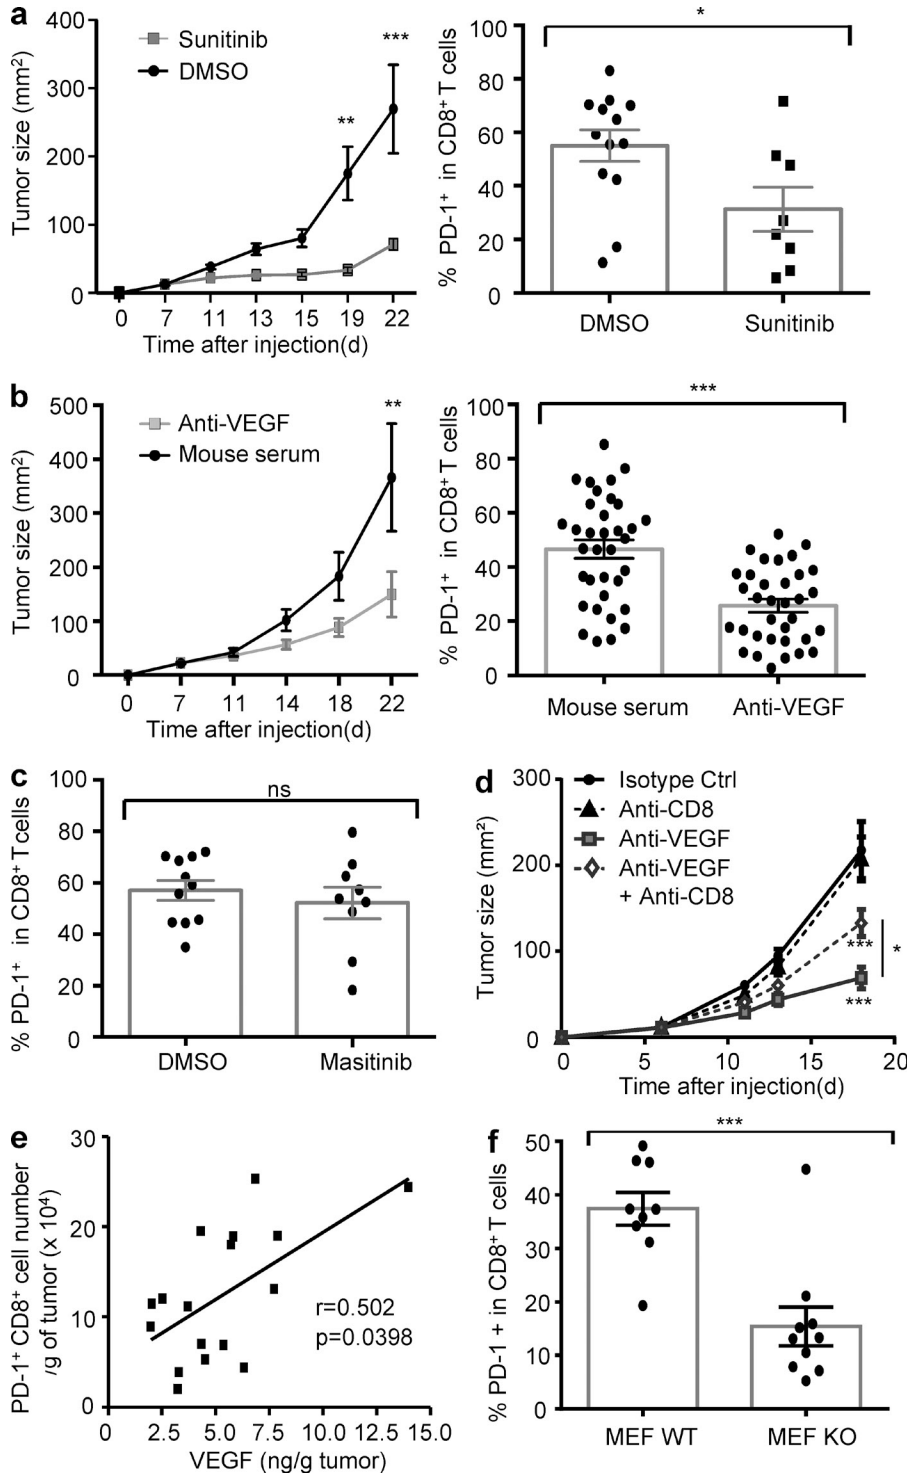 a
Tumor size (mm²)
400
300
200
100
0
Sunitinib
DMSO
**
***
0 7 11 13 15 19 22
Time after injection(d)
% PD-1⁺ in CD8⁺ T cells
100
80
60
40
20
0
*
DMSO Sunitinib
b
Tumor size (mm²)
500
400
300
200
100
0
Anti-VEGF
Mouse serum
**
0 7 11 14 18 22
Time after injection(d)
% PD-1⁺ in CD8⁺ T cells
100
80
60
40
20
0
***
Mouse serum Anti-VEGF
c
% PD-1⁺ in CD8⁺ T cells
100
80
60
40
20
0
ns
DMSO Masitinib
d
Tumor size (mm²)
300
200
100
0
Isotype Ctrl
Anti-CD8
Anti-VEGF
Anti-VEGF
+ Anti-CD8
***
*
***
0 5 10 15 20
Time after injection(d)
e
PD-1⁺ CD8⁺ cell number
/g of tumor (x 10⁴)
30
20
10
0
r=0.502
p=0.0398
0 2.5 5.0 7.5 10.0 12.5 15.0
VEGF (ng/g tumor)
f
% PD-1 + in CD8⁺ T cells
50
40
30
20
10
0
***
MEF WT MEF KO